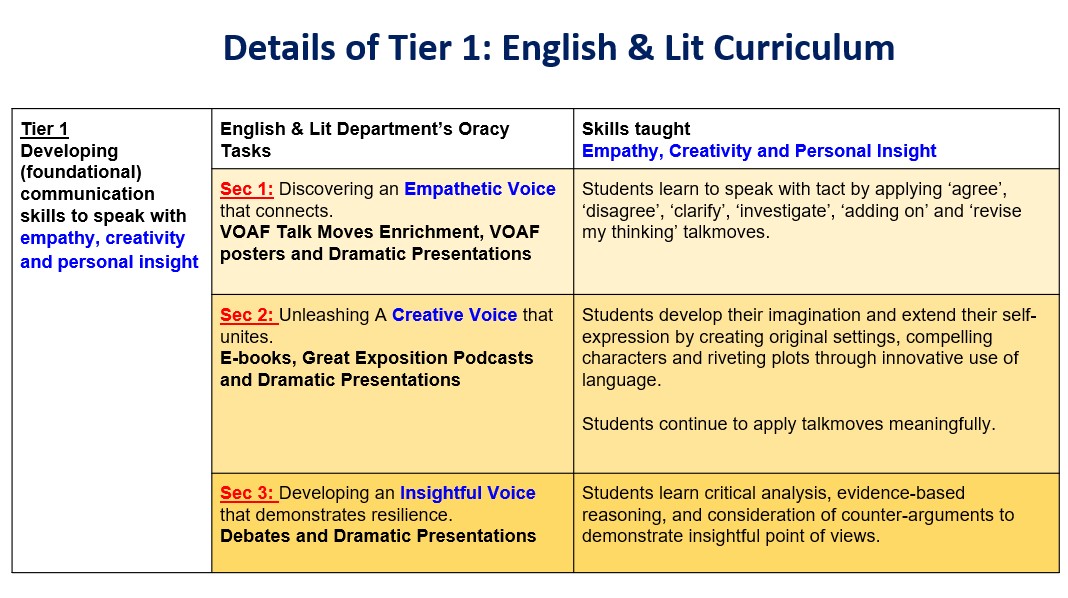 Details of Tier 1: English & Lit Curriculum
Tier 1
Developing
(foundational)
communication
skills to speak with
empathy, creativity
and personal insight
English & Lit Department’s Oracy
Tasks
Skills taught
Empathy, Creativity and Personal Insight
Sec 1: Discovering an Empathetic Voice
that connects.
VOAF Talk Moves Enrichment, VOAF
posters and Dramatic Presentations
Students learn to speak with tact by applying ‘agree’,
‘disagree’, ‘clarify’, ‘investigate’, ‘adding on’ and ‘revise
my thinking’ talkmoves.
Sec 2: Unleashing A Creative Voice that
unites.
E-books, Great Exposition Podcasts
and Dramatic Presentations
Students develop their imagination and extend their self-
expression by creating original settings, compelling
characters and riveting plots through innovative use of
language.
Students continue to apply talkmoves meaningfully.
Sec 3: Developing an Insightful Voice
that demonstrates resilience.
Debates and Dramatic Presentations
Students learn critical analysis, evidence-based
reasoning, and consideration of counter-arguments to
demonstrate insightful point of views.